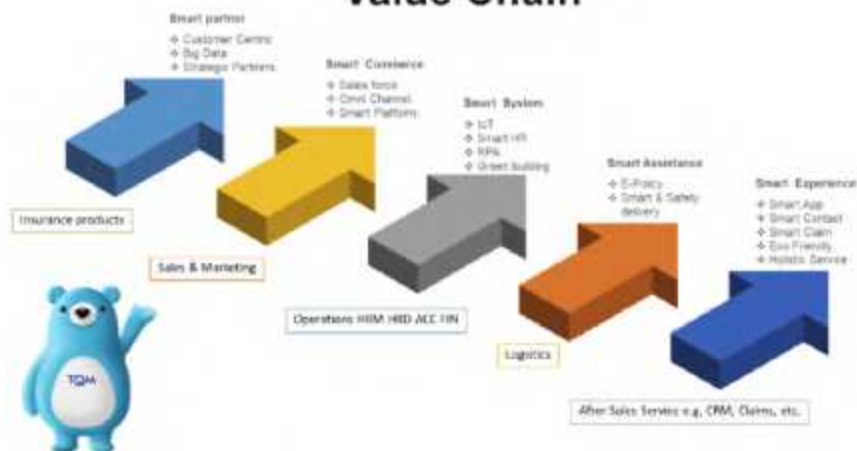 Value Chain
Smart partner
❖ Customer Centric
❖ Big Data
❖ Strategic Partners
Smart Commerce
❖ Sales force
❖ Omni Channel
❖ Smart Platform
Smart System
❖ IoT
❖ Smart HR
❖ RPA
❖ Green building
Smart Assistance
❖ E-Policy
❖ Smart & Safety
delivery
Smart Experience
❖ Smart App
❖ Smart Contact
❖ Smart Claim
❖ Eco Friendly
❖ Holistic Service
Insurance products
Sales & Marketing
Operations HRM HRD ACC FIN
Logistics
After Sales Service e.g, CRM, Claims, etc.
TQM